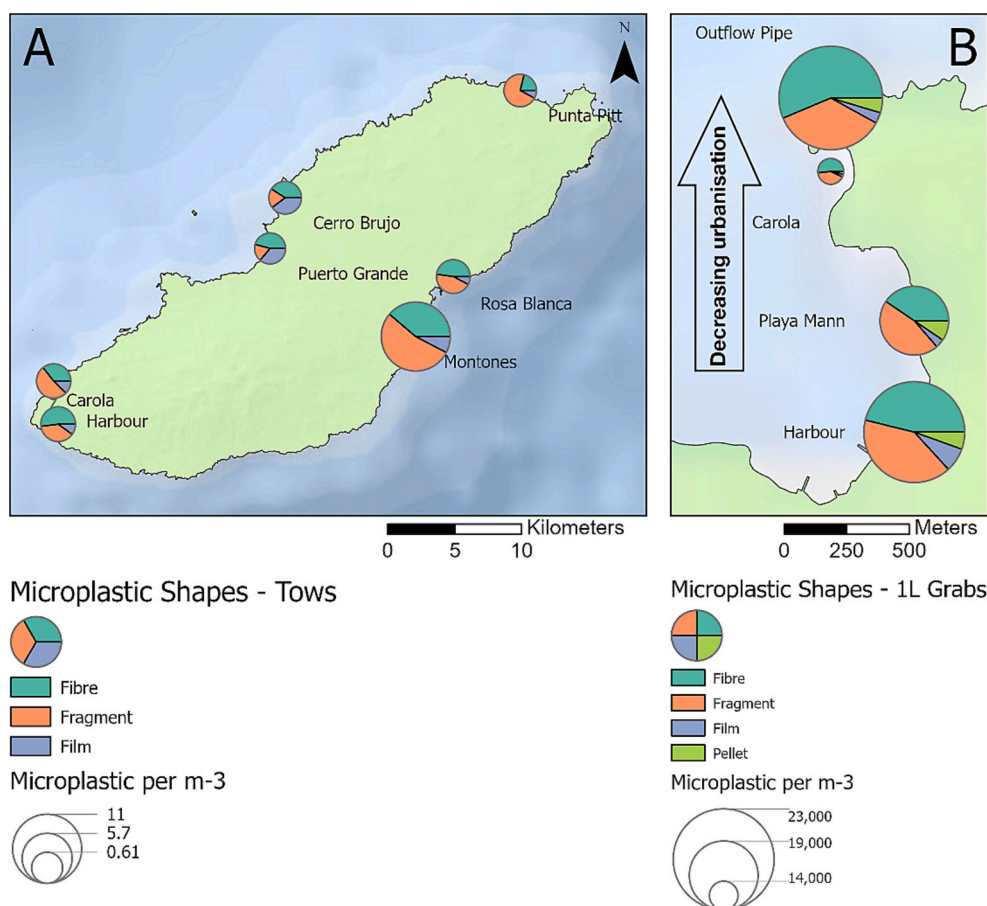 A
N
Punta Pitt
Cerro Brujo
Puerto Grande
Rosa Blanca
Montones
Carola
Harbour
Kilometers
0 5 10
Microplastic Shapes - Tows
Fibre
Fragment
Film
Microplastic per m-3
11
5.7
0.61
B
Outflow Pipe
Decreasing urbanisation
Carola
Playa Mann
Harbour
Meters
0 250 500
Microplastic Shapes - 1L Grabs
Fibre
Fragment
Film
Pellet
Microplastic per m-3
23,000
19,000
14,000